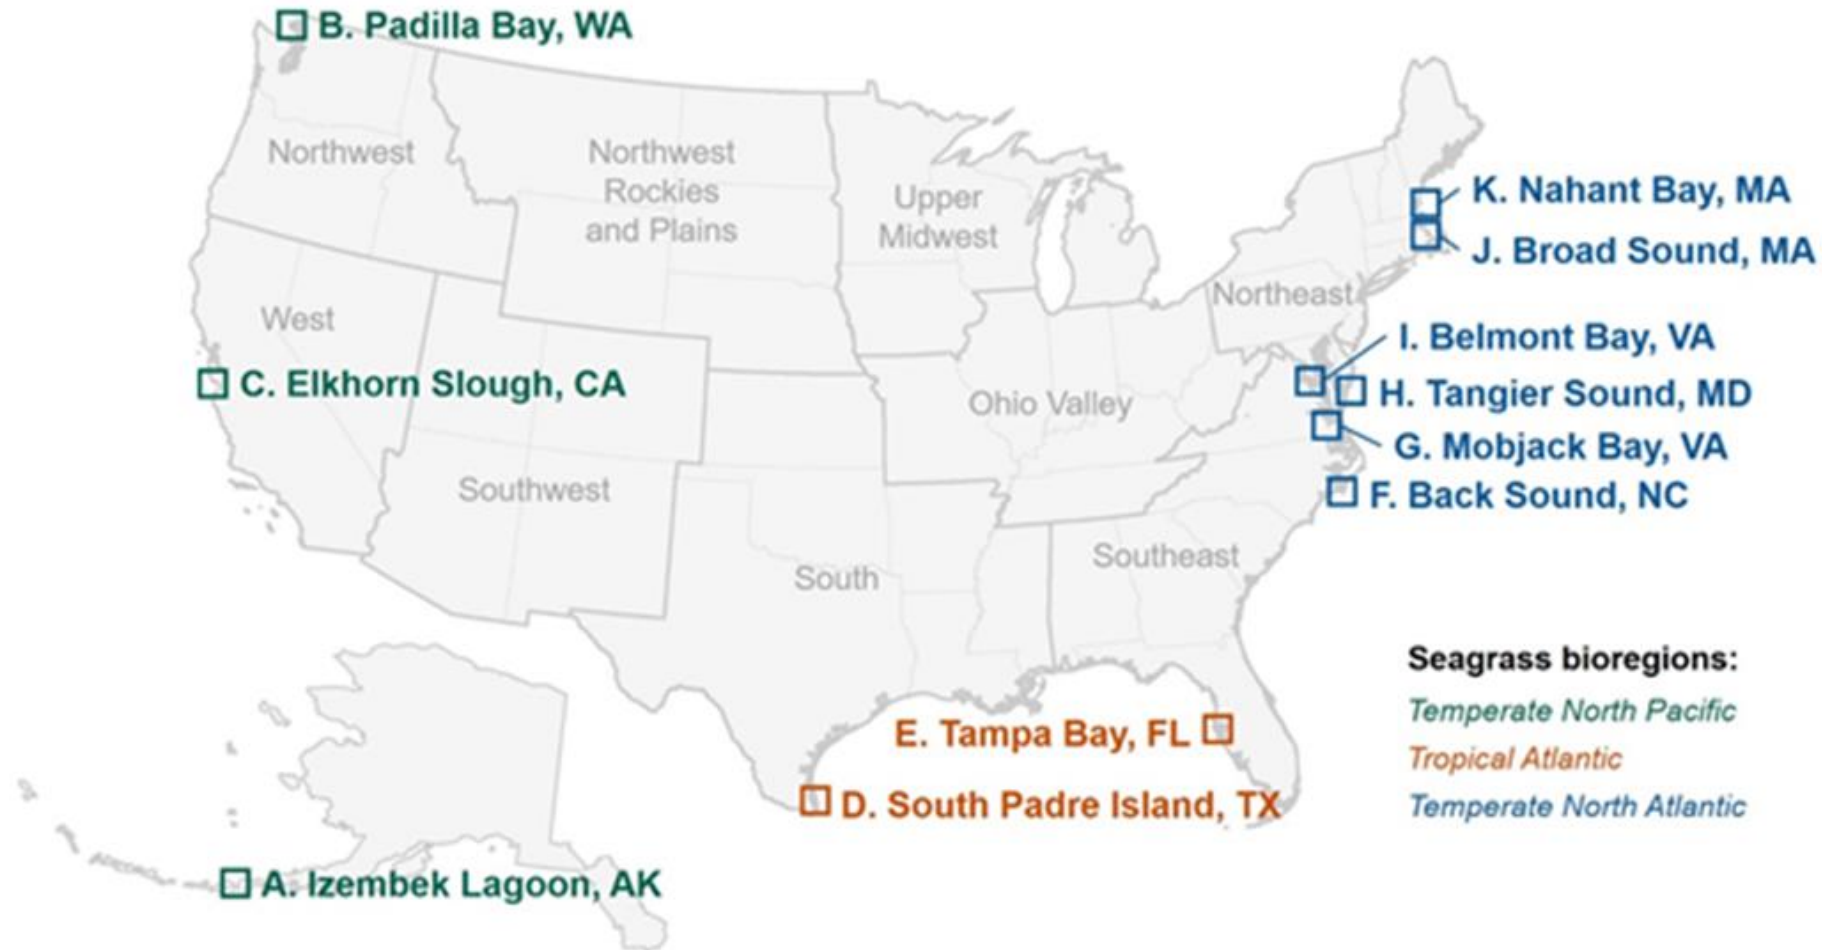 B. Padilla Bay, WA
Northwest
Northwest
Rockies
and Plains
Upper
Midwest
K. Nahant Bay, MA
J. Broad Sound, MA
Northeast
West
I. Belmont Bay, VA
C. Elkhorn Slough, CA
Ohio Valley
H. Tangier Sound, MD
G. Mobjack Bay, VA
Southwest
F. Back Sound, NC
South
Southeast
Seagrass bioregions:
Temperate North Pacific
E. Tampa Bay, FL
Tropical Atlantic
D. South Padre Island, TX
Temperate North Atlantic
A. Izembek Lagoon, AK